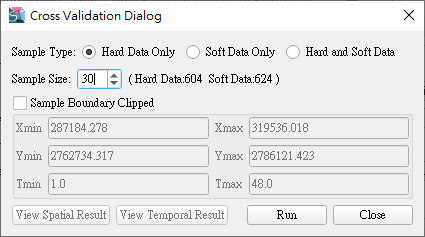 Cross Validation Dialog
Sample Type: Hard Data Only Soft Data Only Hard and Soft Data
Sample Size: 30 ( Hard Data:604 Soft Data:624 )
Sample Boundary Clipped
Xmin 287184.278 Xmax 319536.018
Ymin 2762734.317 Ymax 2786121.423
Tmin 1.0 Tmax 48.0
View Spatial Result View Temporal Result Run Close